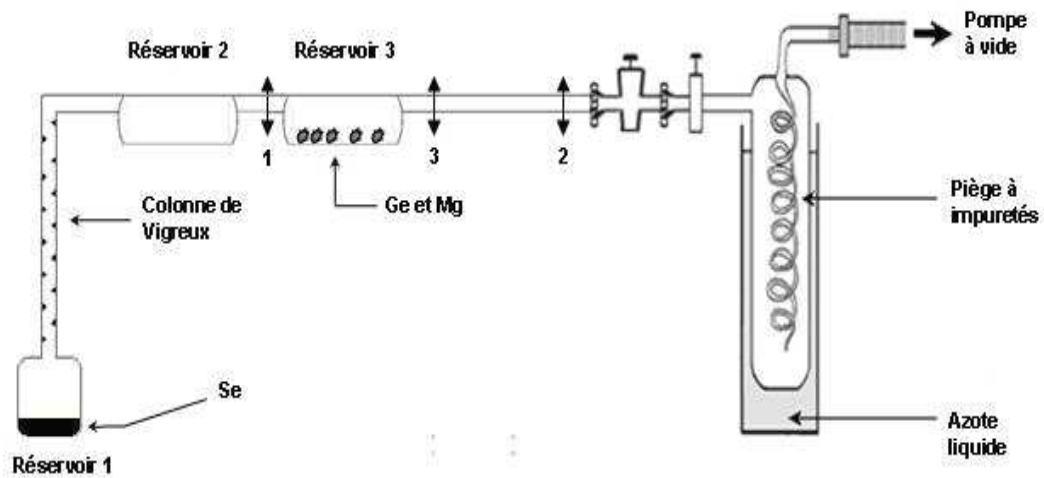 Pompe
à vide
Réservoir 2
Réservoir 3
1
3
2
Ge et Mg
Colonne de
Vigreux
Piège à
impuretés
Se
Azote
liquide
Réservoir 1